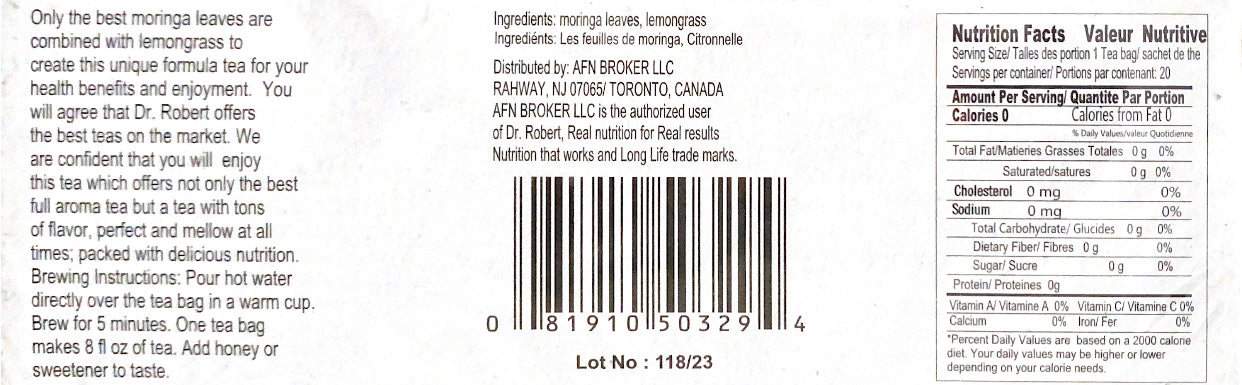 Only the best moringa leaves are
combined with lemongrass to
create this unique formula tea for your
health benefits and enjoyment. You
will agree that Dr. Robert offers
the best teas on the market. We
are confident that you will enjoy
this tea which offers not only the best
full aroma tea but a tea with tons
of flavor, perfect and mellow at all
times; packed with delicious nutrition.
Brewing Instructions: Pour hot water
directly over the tea bag in a warm cup.
Brew for 5 minutes. One tea bag
makes 8 fl oz of tea. Add honey or
sweetener to taste.
Ingredients: moringa leaves, lemongrass
Ingrediénts: Les feuilles de moringa, Citronnelle
Distributed by: AFN BROKER LLC
RAHWAY, NJ 07065/ TORONTO, CANADA
AFN BROKER LLC is the authorized user
of Dr. Robert, Real nutrition for Real results
Nutrition that works and Long Life trade marks.
0 81910 50329 4
Lot No : 118/23
Nutrition Facts Valeur Nutritive
Serving Size/ Talles des portion 1 Tea bag/ sachet de the
Servings per container/ Portions par contenant: 20
Amount Per Serving/ Quantite Par Portion
Calories 0 Calories from Fat 0
% Daily Values/valeur Quotidienne
Total Fat/Matieries Grasses Totales 0 g 0%
Saturated/satures 0 g 0%
Cholesterol 0 mg 0%
Sodium 0 mg 0%
Total Carbohydrate/ Glucides 0 g 0%
Dietary Fiber/ Fibres 0 g 0%
Sugar/ Sucre 0 g 0%
Protein/ Proteines 0g
Vitamin A/ Vitamine A 0% Vitamin C/ Vitamine C 0%
Calcium 0% Iron/ Fer 0%
*Percent Daily Values are based on a 2000 calorie
diet. Your daily values may be higher or lower
depending on your calorie needs.